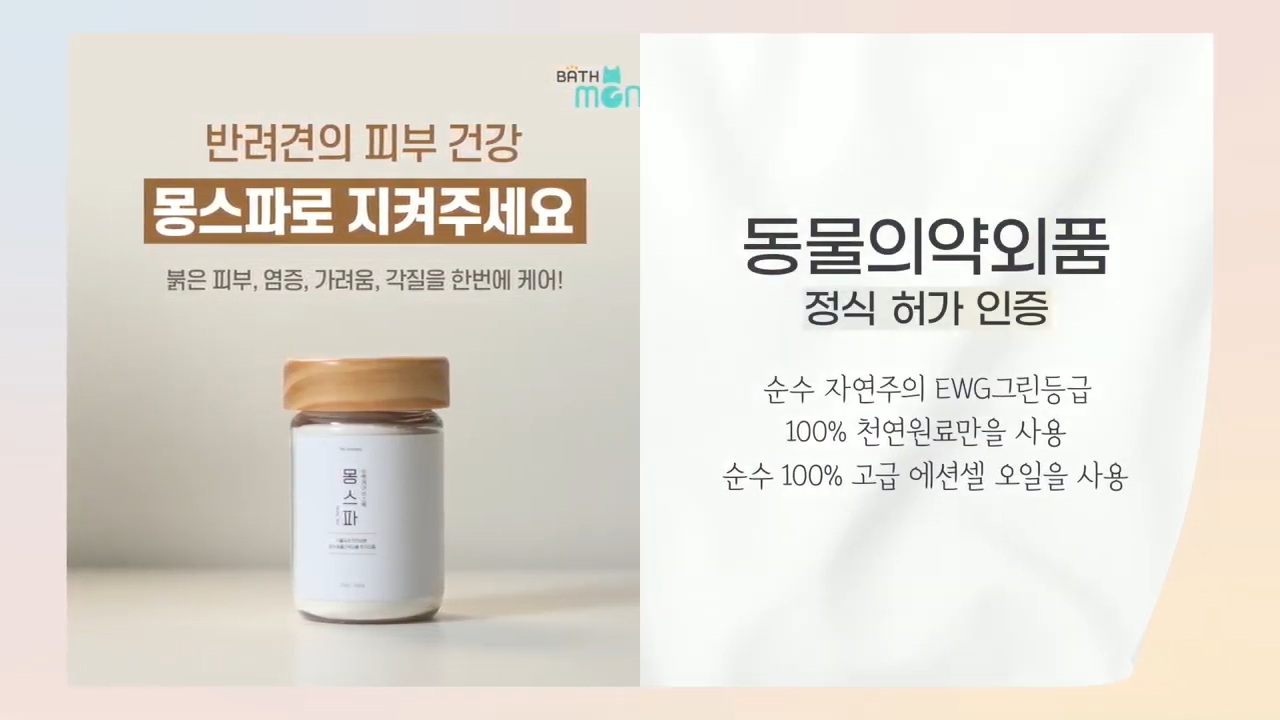 BATH
mon
반려견의 피부 건강
몽스파로 지켜주세요
붉은 피부, 염증, 가려움, 각질을 한번에 케어!
몽스파
동물의약외품
정식 허가 인증
순수 자연주의 EWG그린등급
100% 천연원료만을 사용
순수 100% 고급 에션셀 오일을 사용